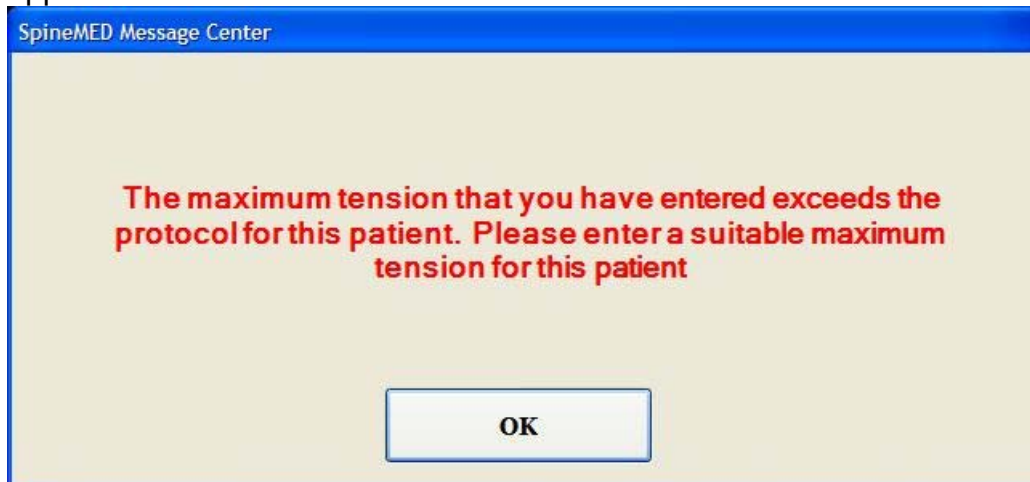 SpineMED Message Center
The maximum tension that you have entered exceeds the
protocol for this patient. Please enter a suitable maximum
tension for this patient
OK